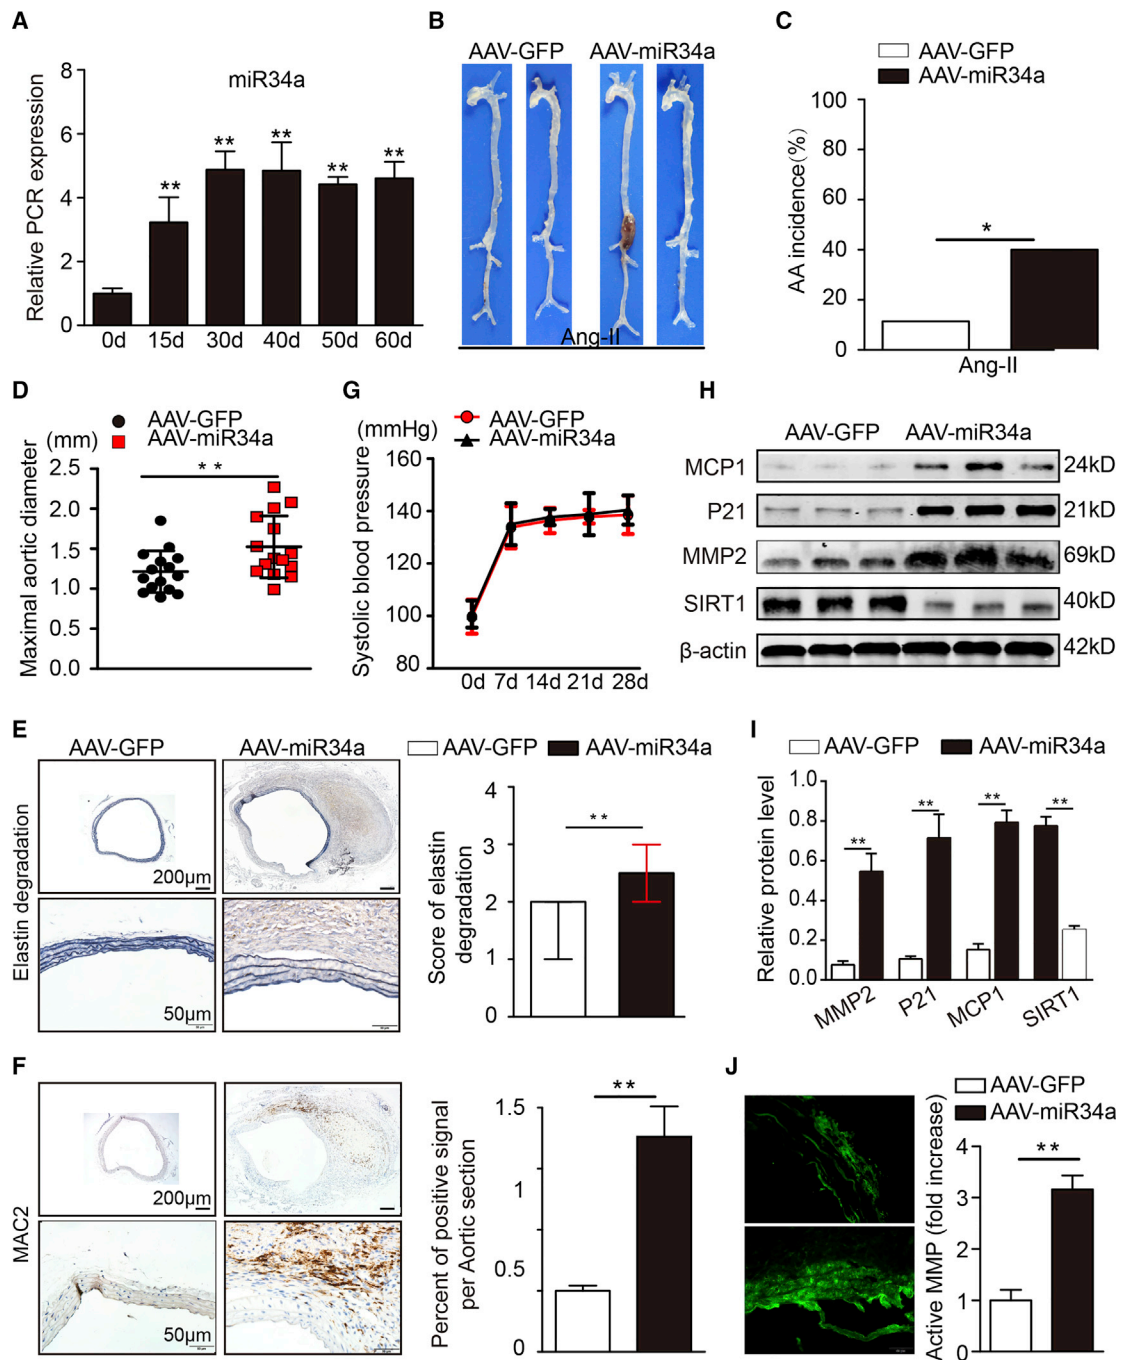 A
miR34a
Relative PCR expression
8
6
4
2
0
**
**
**
**
**
0d 15d 30d 40d 50d 60d
B
AAV-GFP AAV-miR34a
Ang-II
C
AAV-GFP
AAV-miR34a
AA incidence(%)
100
80
60
40
20
0
*
Ang-II
D
AAV-GFP
AAV-miR34a
(mm)
Maximal aortic diameter
2.5
2.0
1.5
1.0
0.5
0.0
**
G
AAV-GFP
AAV-miR34a
(mmHg)
Systolic blood pressure
160
140
120
100
80
0d 7d 14d 21d 28d
H
AAV-GFP AAV-miR34a
MCP1 24kD
P21 21kD
MMP2 69kD
SIRT1 40kD
β-actin 42kD
E
AAV-GFP AAV-miR34a
Elastin degradation
200μm
50μm
AAV-GFP AAV-miR34a
Score of elastin
degradation
4
3
2
1
0
**
I
AAV-GFP AAV-miR34a
Relative protein level
1.0
0.8
0.6
0.4
0.2
0.0
**
**
**
**
MMP2 P21 MCP1 SIRT1
F
MAC2
200μm
50μm
Percent of positive signal
per Aortic section
1.5
1
0.5
0
**
J
AAV-GFP
AAV-miR34a
Active MMP (fold increase)
4
3
2
1
0
**